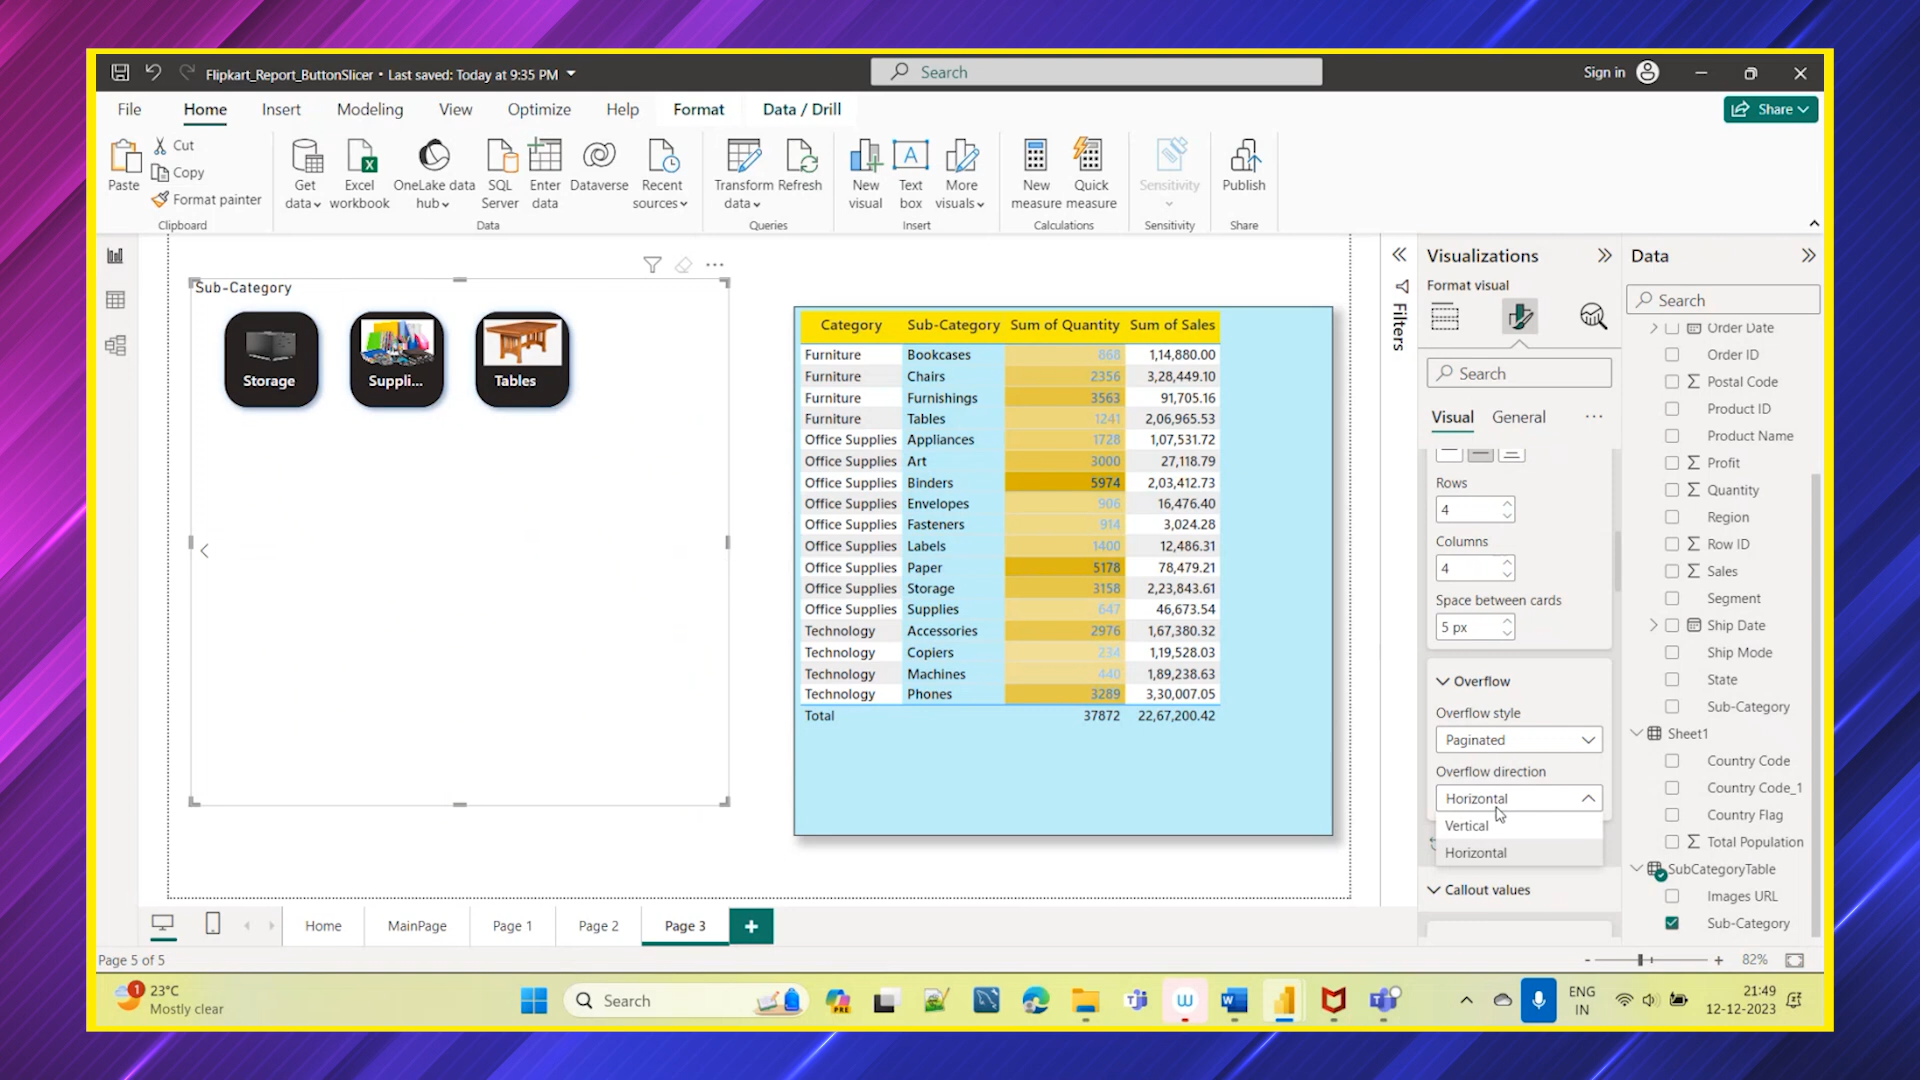 Flipkart_Report_ButtonSlicer • Last saved: Today at 9:35 PM
Search
Sign in
File
Home
Insert
Modeling
View
Optimize
Help
Format
Data / Drill
Share
Paste
Cut
Copy
Format painter
Clipboard
Get data
Excel workbook
OneLake data hub
SQL Server
Enter data
Dataverse
Recent sources
Data
Transform data
Refresh
Queries
New visual
Text box
More visuals
Insert
New measure
Quick measure
Calculations
Sensitivity
Sensitivity
Publish
Share
Sub-Category
Storage
Suppli...
Tables
Category Sub-Category Sum of Quantity Sum of Sales
Furniture Bookcases 868 1,14,880.00
Furniture Chairs 2356 3,28,449.10
Furniture Furnishings 3563 91,705.16
Furniture Tables 1241 2,06,965.53
Office Supplies Appliances 1728 1,07,531.72
Office Supplies Art 3000 27,118.79
Office Supplies Binders 5974 2,03,412.73
Office Supplies Envelopes 906 16,476.40
Office Supplies Fasteners 914 3,024.28
Office Supplies Labels 1400 12,486.31
Office Supplies Paper 5178 78,479.21
Office Supplies Storage 3158 2,23,843.61
Office Supplies Supplies 647 46,673.54
Technology Accessories 2976 1,67,380.32
Technology Copiers 234 1,19,528.03
Technology Machines 440 1,89,238.63
Technology Phones 3289 3,30,007.05
Total 37872 22,67,200.42
Filters
Visualizations
Format visual
Search
Visual
General
Rows
4
Columns
4
Space between cards
5 px
Overflow
Overflow style
Paginated
Overflow direction
Horizontal
Vertical
Horizontal
Callout values
Data
Search
Order Date
Order ID
Postal Code
Product ID
Product Name
Profit
Quantity
Region
Row ID
Sales
Segment
Ship Date
Ship Mode
State
Sub-Category
Sheet1
Country Code
Country Code_1
Country Flag
Total Population
SubCategoryTable
Images URL
Sub-Category
Home
MainPage
Page 1
Page 2
Page 3
Page 5 of 5
82%
1
23°C
Mostly clear
Search
PRE
ENG
IN
21:49
12-12-2023